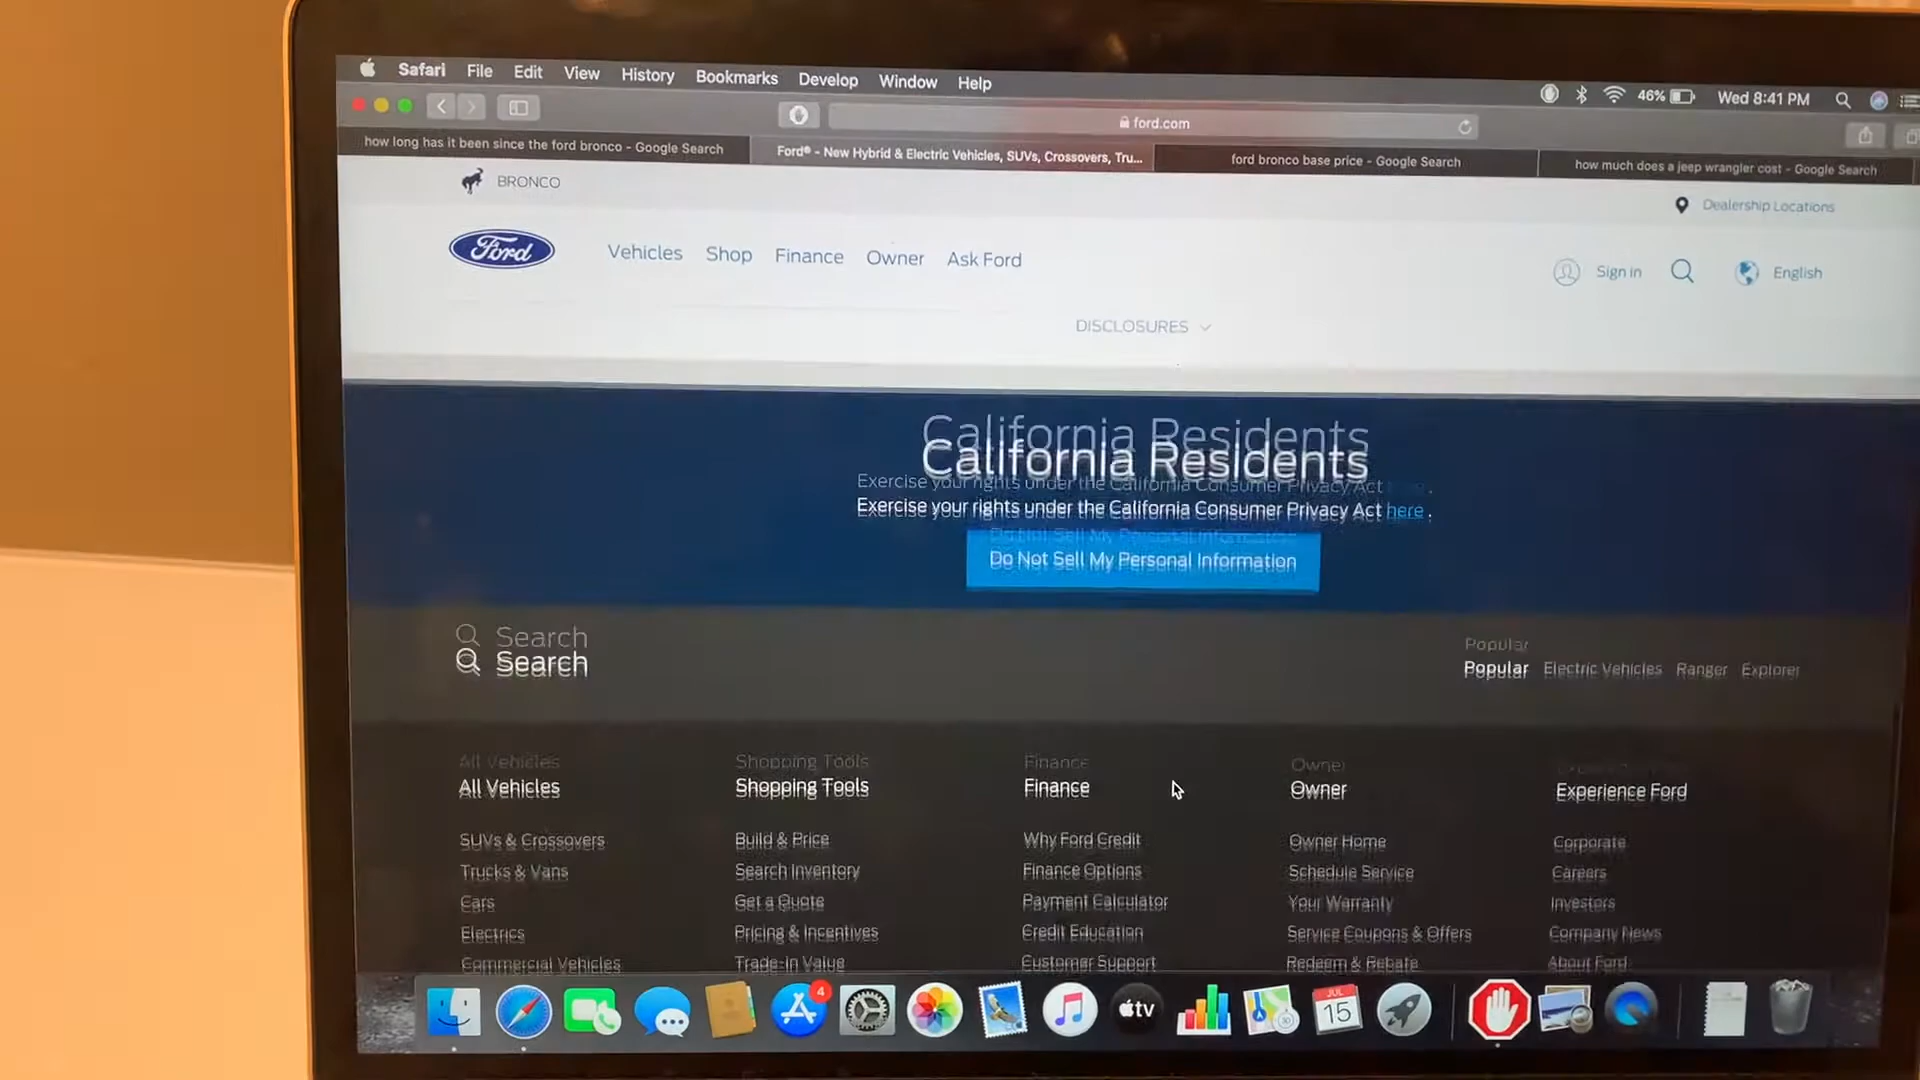 Safari File Edit View History Bookmarks Develop Window Help 46% Wed 8:41 PM
ford.com
how long has it been since the ford bronco - Google Search
Ford® - New Hybrid & Electric Vehicles, SUVs, Crossovers, Tru...
ford bronco base price - Google Search
how much does a jeep wrangler cost - Google Search
BRONCO
Dealership Locations
Ford Vehicles Shop Finance Owner Ask Ford
Sign in English
DISCLOSURES
California Residents
Exercise your rights under the California Consumer Privacy Act here .
Do Not Sell My Personal Information
Search
Popular Electric Vehicles Ranger Explorer
All Vehicles
SUVs & Crossovers
Trucks & Vans
Cars
Electrics
Commercial Vehicles
Shopping Tools
Build & Price
Search Inventory
Get a Quote
Pricing & Incentives
Trade-In Value
Finance
Why Ford Credit
Finance Options
Payment Calculator
Credit Education
Customer Support
Owner
Owner Home
Schedule Service
Your Warranty
Service Coupons & Offers
Redeem & Rebate
Experience Ford
Corporate
Careers
Investors
Company News
About Ford
4
tv
JUL
15